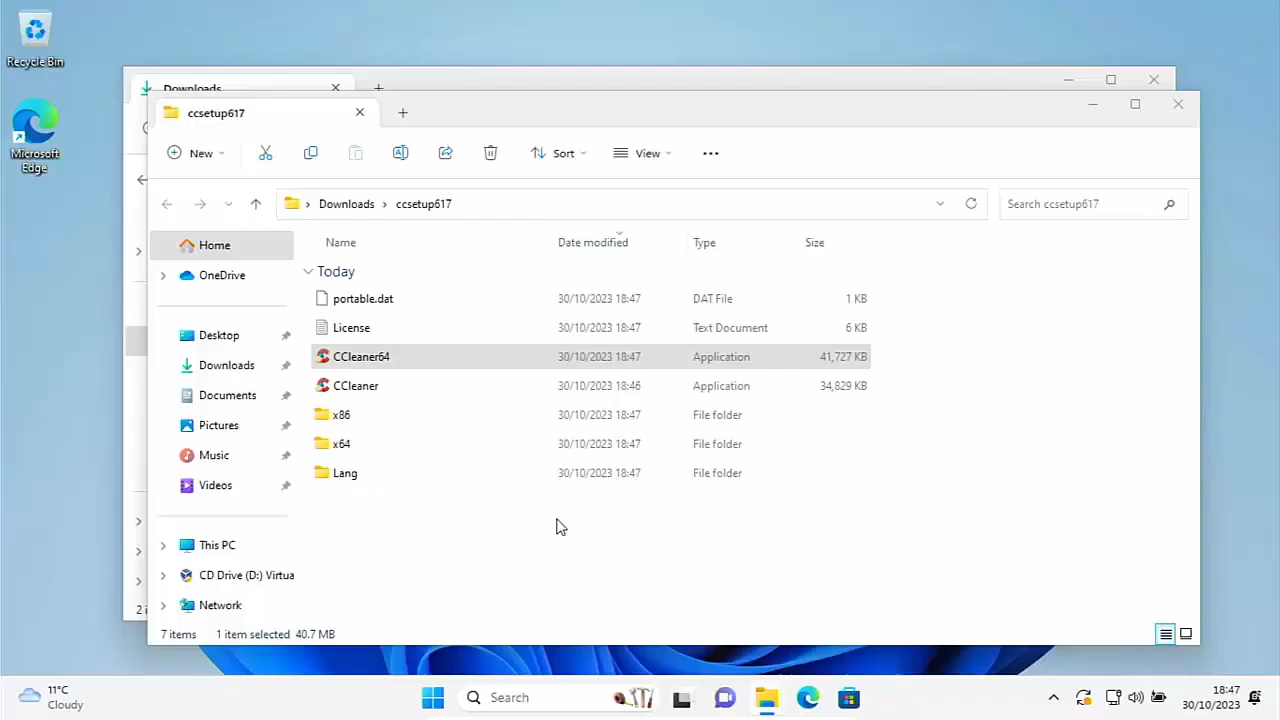 Recycle Bin
Microsoft
Edge
Downloads
ccsetup617
New
Sort
View
Downloads
ccsetup617
Search ccsetup617
Home
OneDrive
Desktop
Downloads
Documents
Pictures
Music
Videos
This PC
CD Drive (D:) Virtua
Network
Name Date modified Type Size
Today
portable.dat 30/10/2023 18:47 DAT File 1 KB
License 30/10/2023 18:47 Text Document 6 KB
CCleaner64 30/10/2023 18:47 Application 41,727 KB
CCleaner 30/10/2023 18:46 Application 34,829 KB
x86 30/10/2023 18:47 File folder
x64 30/10/2023 18:47 File folder
Lang 30/10/2023 18:47 File folder
2 i
7 items 1 item selected 40.7 MB
11°C
Cloudy
Search
18:47
30/10/2023